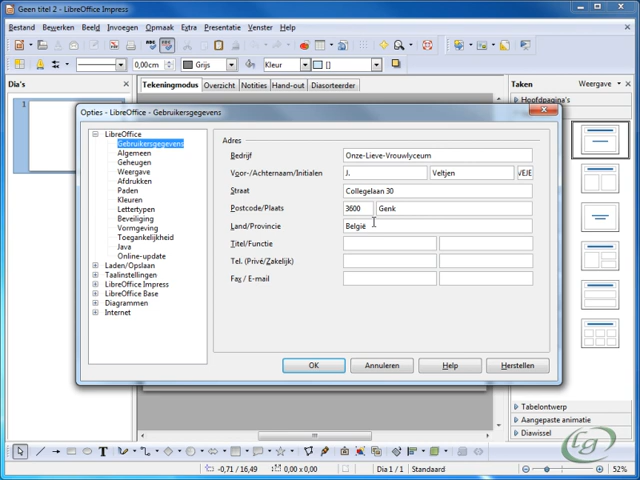 Geen titel 2 - LibreOffice Impress
Bestand Bewerken Beeld Invoegen Opmaak Extra Presentatie Venster Help
0,00cm Grijs Kleur
Dia's Tekeningmodus Overzicht Notities Hand-out Diasorteerder Taken Weergave
Hoofdpagina's
1
Opties - LibreOffice - Gebruikersgegevens
LibreOffice
Gebruikersgegevens
Algemeen
Geheugen
Weergave
Afdrukken
Paden
Kleuren
Lettertypen
Beveiliging
Vormgeving
Toegankelijkheid
Java
Online-update
Laden/Opslaan
Taalinstellingen
LibreOffice Impress
LibreOffice Base
Diagrammen
Internet
Adres
Bedrijf Onze-Lieve-Vrouwlyceum
Voor-/Achternaam/Initialen J. Veltjen VEJE
Straat Collegelaan 30
Postcode/Plaats 3600 Genk
Land/Provincie België
Titel/Functie
Tel. (Privé/Zakelijk)
Fax / E-mail
OK Annuleren Help Herstellen
Tabelontwerp
Aangepaste animatie
Diawissel
lg
-0,71 / 16,49 0,00 x 0,00 Dia 1 / 1 Standaard 52%